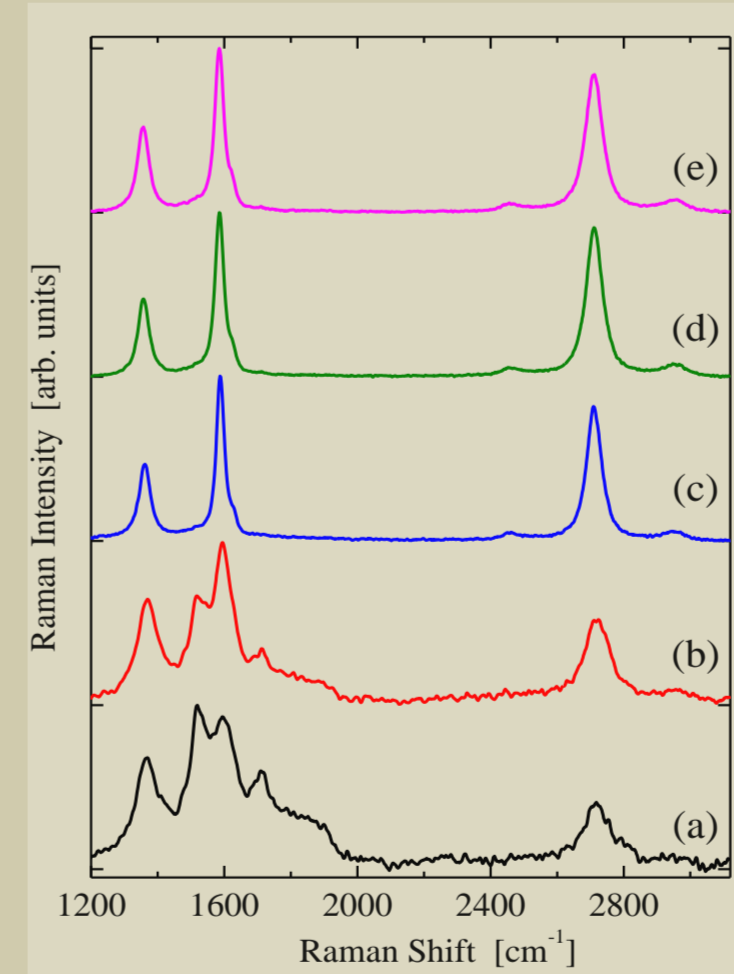 (e)
(d)
(c)
(b)
(a)
Raman Intensity [arb. units]
1200 1600 2000 2400 2800
Raman Shift [cm⁻¹]